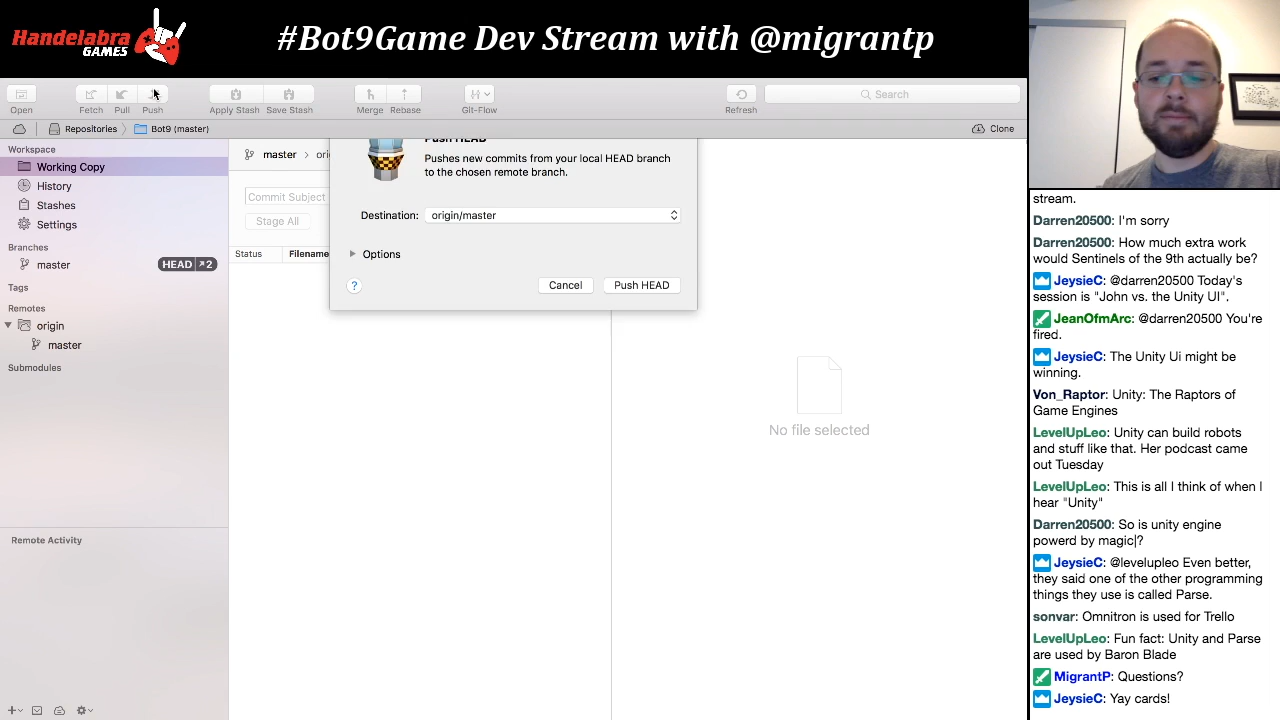 Handelabra
GAMES
#Bot9Game Dev Stream with @migrantp
Open
Fetch
Pull
Push
Apply Stash
Save Stash
Merge
Rebase
Git-Flow
Refresh
Search
Repositories
Bot9 (master)
Clone
Workspace
Working Copy
History
Stashes
Settings
Branches
master
HEAD 2
Tags
Remotes
origin
master
Submodules
Remote Activity
master
Commit Subject
Stage All
Status
Filename
Push HEAD
Pushes new commits from your local HEAD branch
to the chosen remote branch.
Destination:
origin/master
Options
?
Cancel
Push HEAD
No file selected
stream.
Darren20500: I'm sorry
Darren20500: How much extra work
would Sentinels of the 9th actually be?
JeysieC: @darren20500 Today's
session is "John vs. the Unity UI".
JeanOfmArc: @darren20500 You're
fired.
JeysieC: The Unity Ui might be
winning.
Von_Raptor: Unity: The Raptors of
Game Engines
LevelUpLeo: Unity can build robots
and stuff like that. Her podcast came
out Tuesday
LevelUpLeo: This is all I think of when I
hear "Unity"
Darren20500: So is unity engine
powerd by magic|?
JeysieC: @levelupleo Even better,
they said one of the other programming
things they use is called Parse.
sonvar: Omnitron is used for Trello
LevelUpLeo: Fun fact: Unity and Parse
are used by Baron Blade
MigrantP: Questions?
JeysieC: Yay cards!